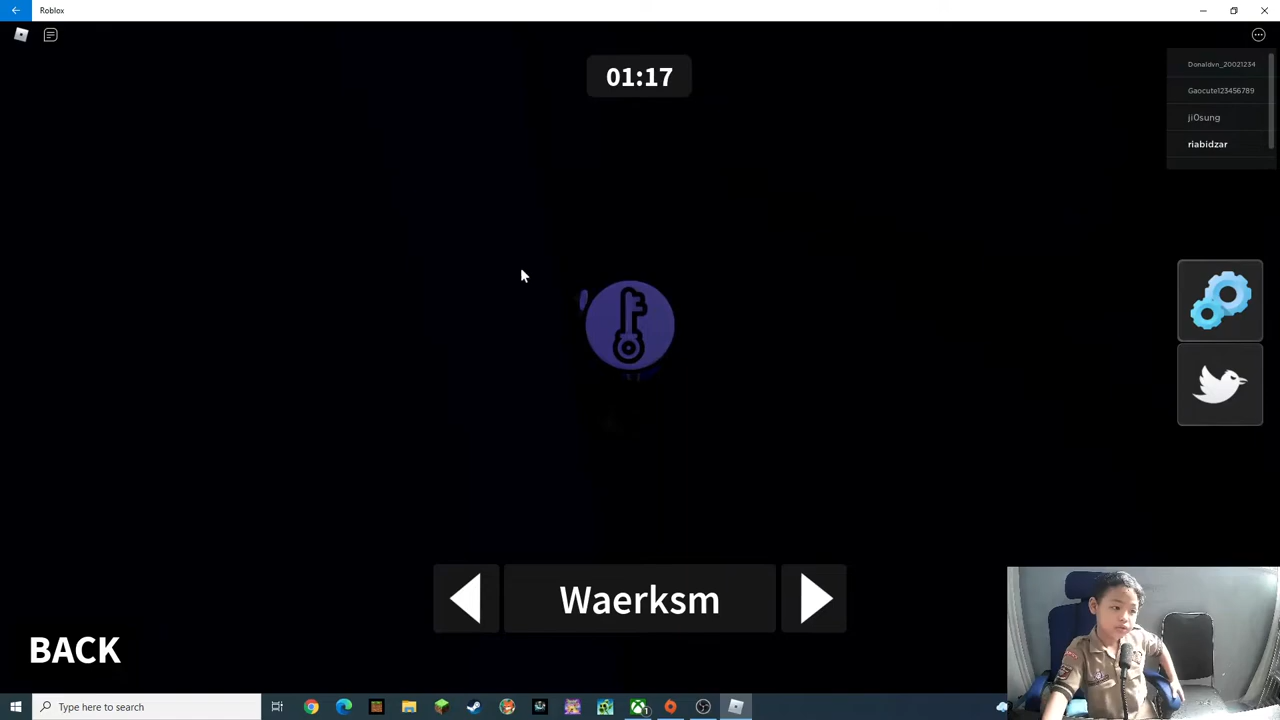 Roblox
01:17
Donaldvn_20021234
Gaocute123456789
ji0sung
riabidzar
Waerksm
BACK
Type here to search